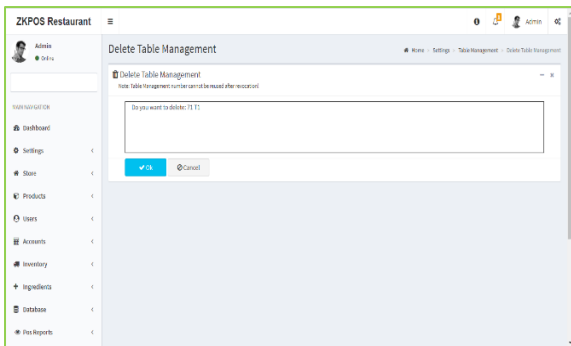 ZKPOS Restaurant
Admin
Admin
Online
Delete Table Management
Home > Settings > Table Management > Delete Table Management
Delete Table Management
Note: Table Management number cannot be reused after revocation!
Do you want to delete: T1 T1
Ok
Cancel
MAIN NAVIGATION
Dashboard
Settings
Store
Products
Users
Accounts
Inventory
Ingredients
Database
Pos Reports